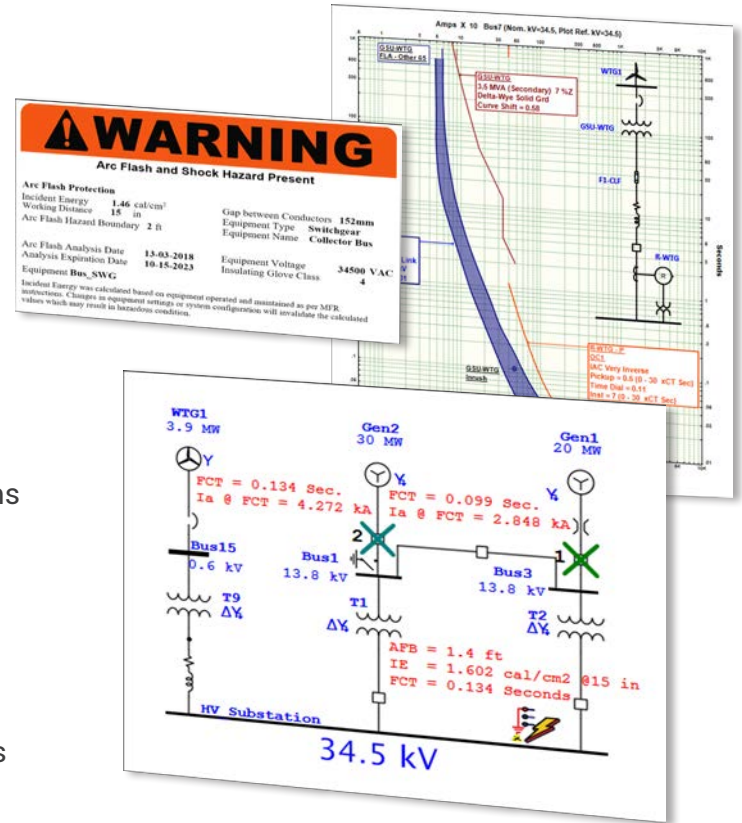 WARNING
Arc Flash and Shock Hazard Present
Arc Flash Protection
Incident Energy 1.46 cal/cm²
Working Distance 15 in
Arc Flash Hazard Boundary 2 ft
Gap between Conductors 152mm
Equipment Type Switchgear
Equipment Name Collector Bus
Arc Flash Analysis Date 13-03-2018
Analysis Expiration Date 10-15-2023
Equipment Voltage 34500 VAC
Insulating Glove Class 4
Equipment Bus_SWG
Incident Energy was calculated based on equipment operated and maintained as per MFR
instructions. Changes in equipment settings or system configuration will invalidate the calculated
values which may result in hazardous condition.
Amps X 10 Bus7 (Nom. kV=34.5, Plot Ref. kV=34.5)
GSU-WTG
FLA - Other 65
GSU-WTG
3.5 MVA (Secondary) 7 %Z
Delta-Wye Solid Grd
Curve Shift = 0.58
WTG1
GSU-WTG
F1-CLF
R-WTG
R
Seconds
Link
GSU-WTG
Inrush
R-WTG - P
OC1
IAC Very Inverse
Pickup = 0.6 (0 - 30 xCT Sec)
Time Dial = 0.11
Inst = 7 (0 - 30 xCT Sec)
WTG1
3.9 MW
Y
FCT = 0.134 Sec.
Ia @ FCT = 4.272 kA
Gen2
30 MW
Gen1
20 MW
FCT = 0.099 Sec.
Ia @ FCT = 2.848 kA
2
1
Bus15
0.6 kV
Bus1
13.8 kV
Bus3
13.8 kV
T9
ΔY
T1
ΔY
T2
ΔY
AFB = 1.4 ft
IE = 1.602 cal/cm2 @15 in
FCT = 0.134 Seconds
HV Substation
34.5 kV
ns
s